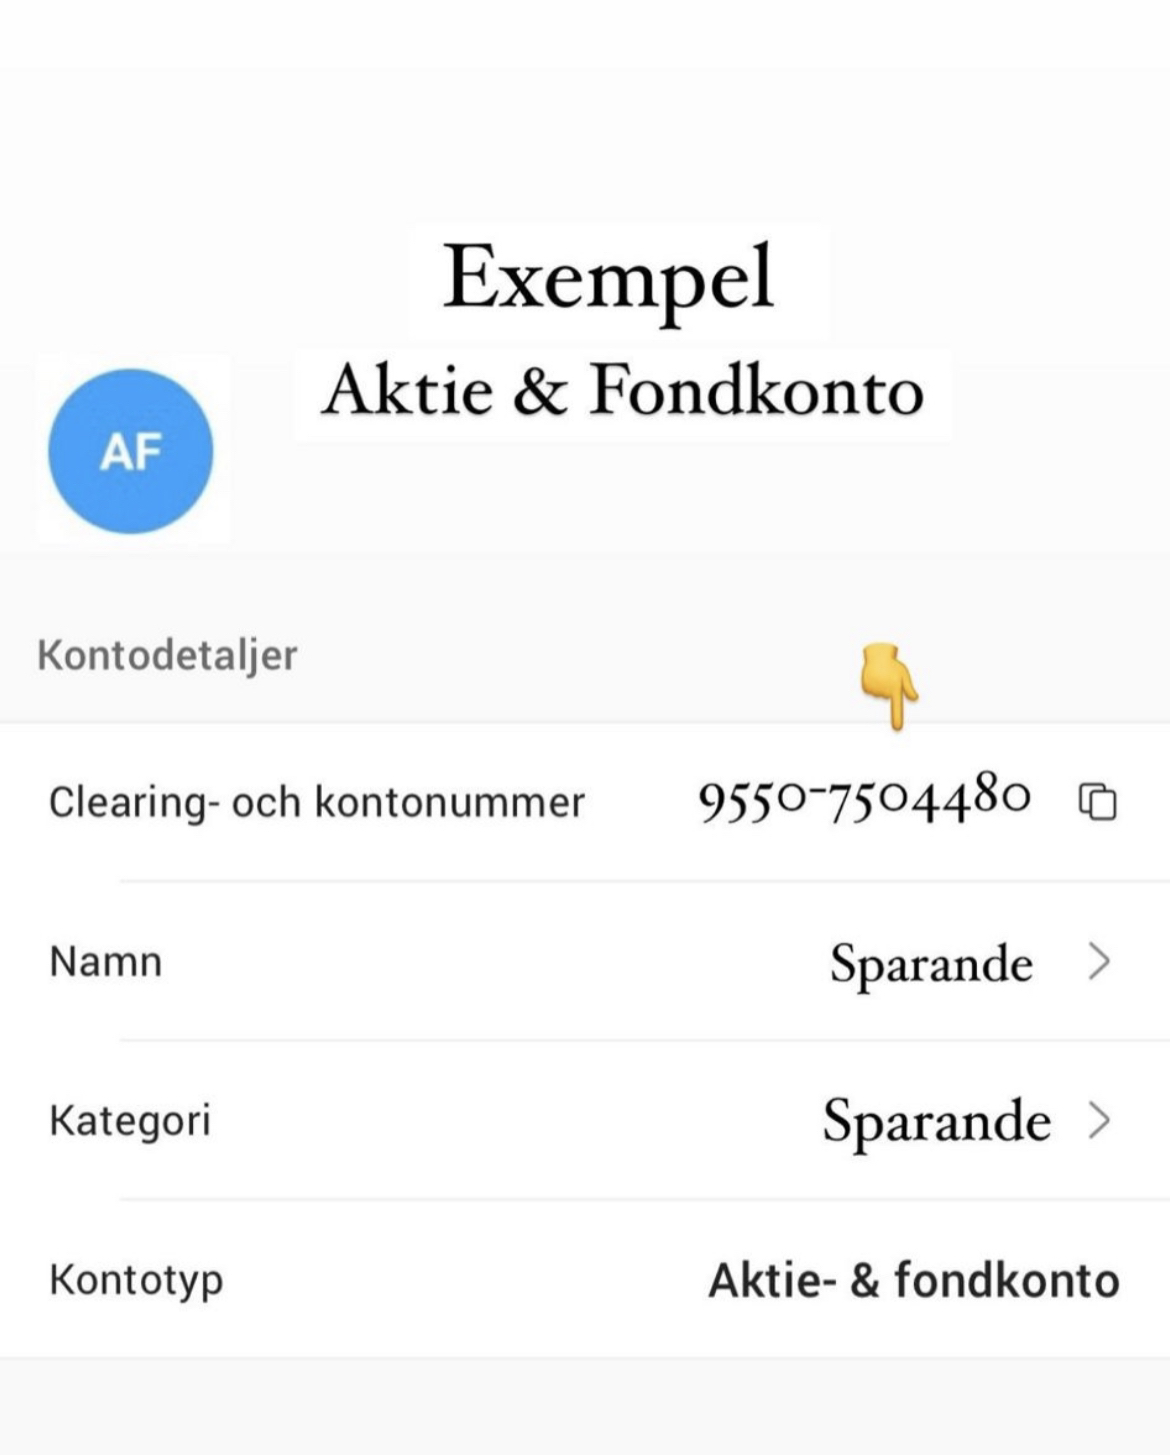 Exempel
Aktie & Fondkonto
AF
Kontodetaljer
Clearing- och kontonummer 9550-7504480
Namn Sparande
Kategori Sparande
Kontotyp Aktie- & fondkonto